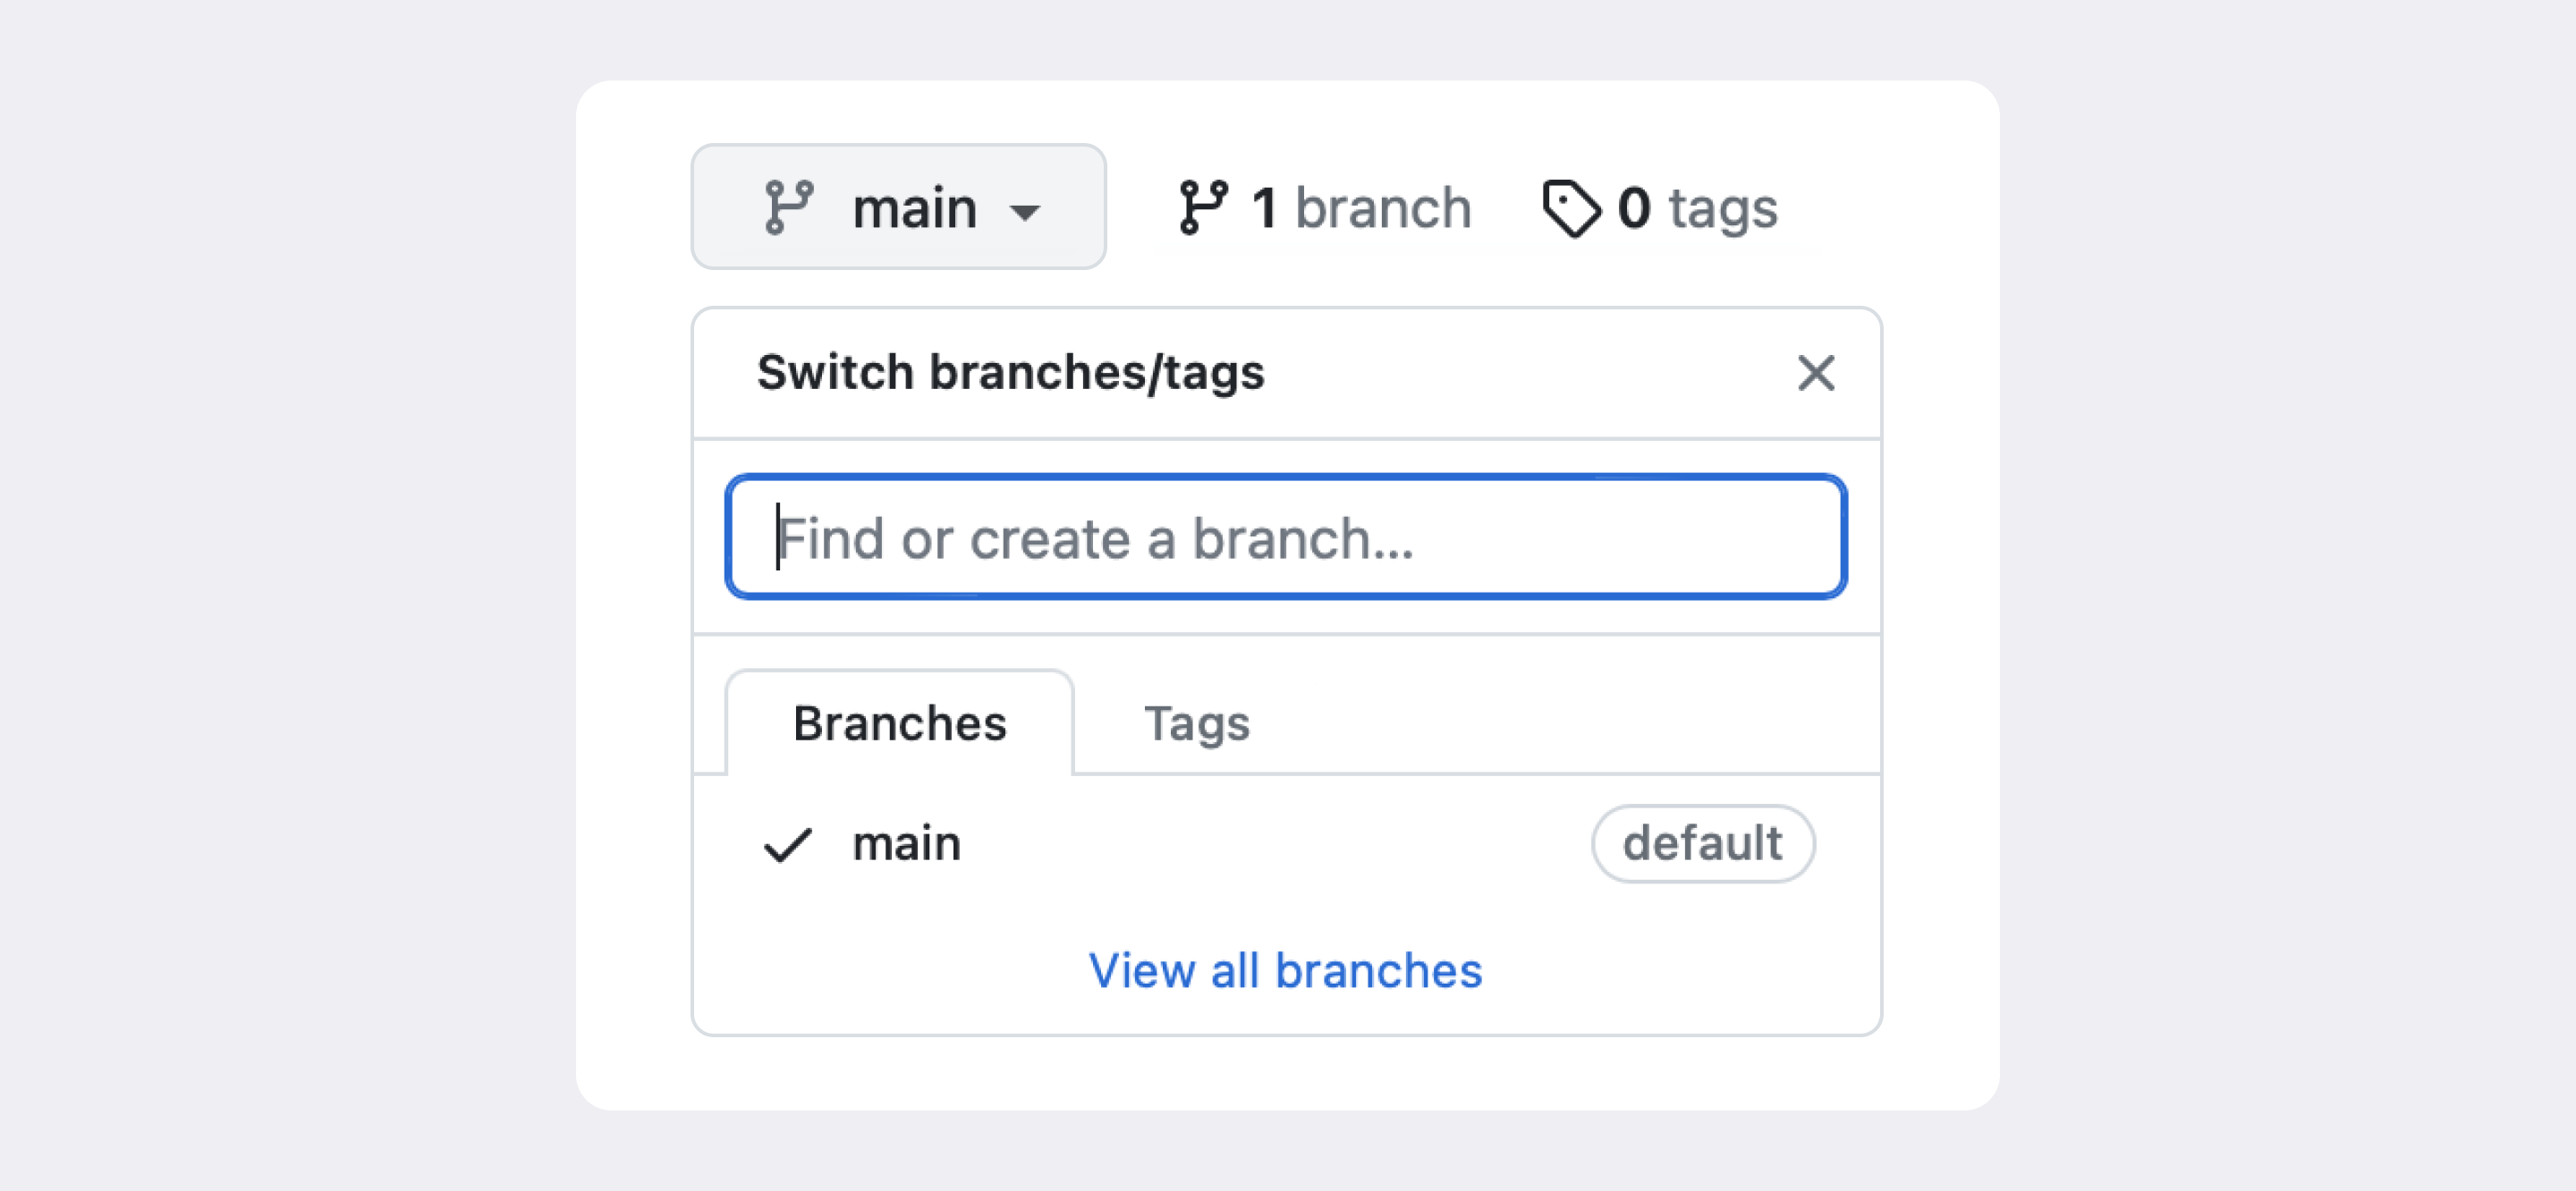 main 1 branch 0 tags
Switch branches/tags
Find or create a branch...
Branches Tags
main default
View all branches